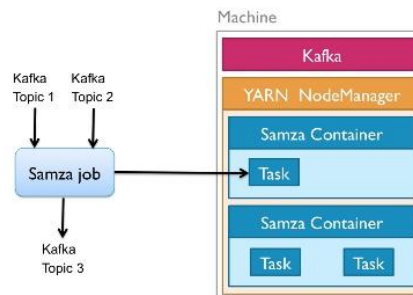 Machine
Kafka
Topic 1
Kafka
Topic 2
Samza job
Kafka
Topic 3
Kafka
YARN NodeManager
Samza Container
Task
Samza Container
Task Task